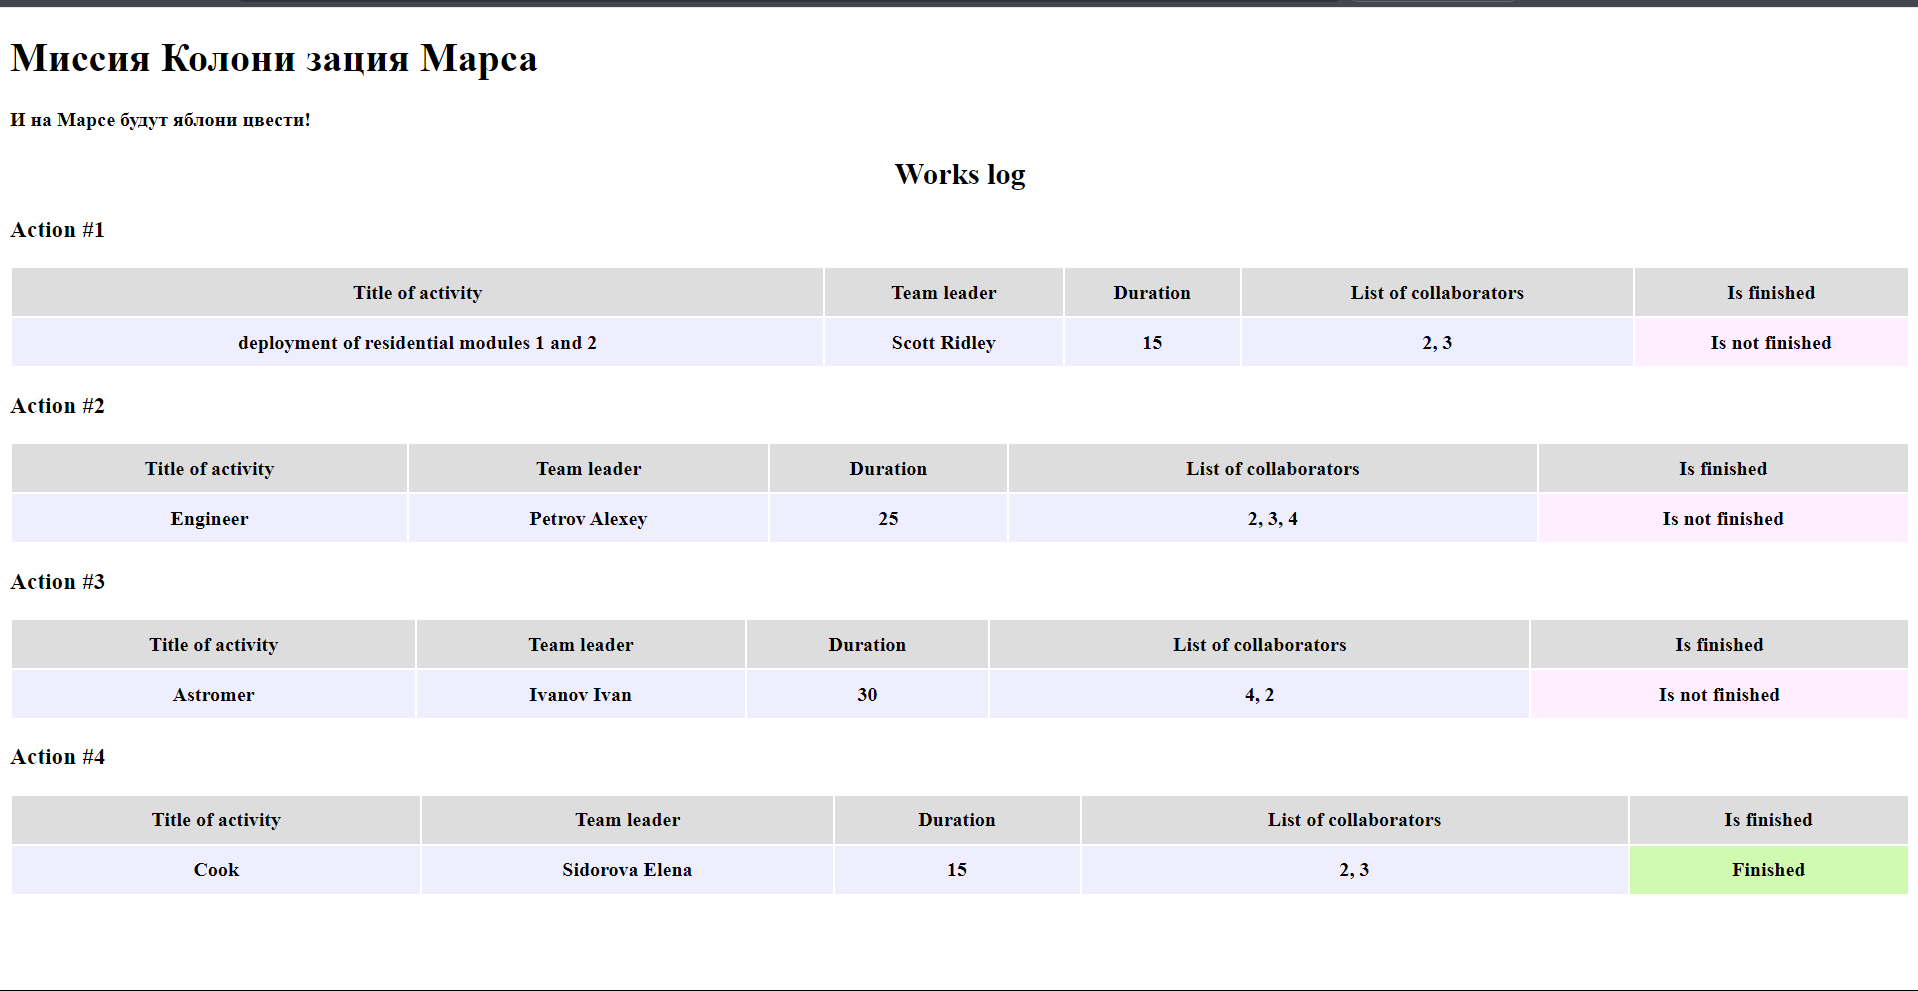 Миссия Колони зация Марса
И на Марсе будут яблони цвести!
Works log
Action #1
Title of activity Team leader Duration List of collaborators Is finished
deployment of residential modules 1 and 2 Scott Ridley 15 2, 3 Is not finished
Action #2
Title of activity Team leader Duration List of collaborators Is finished
Engineer Petrov Alexey 25 2, 3, 4 Is not finished
Action #3
Title of activity Team leader Duration List of collaborators Is finished
Astromer Ivanov Ivan 30 4, 2 Is not finished
Action #4
Title of activity Team leader Duration List of collaborators Is finished
Cook Sidorova Elena 15 2, 3 Finished